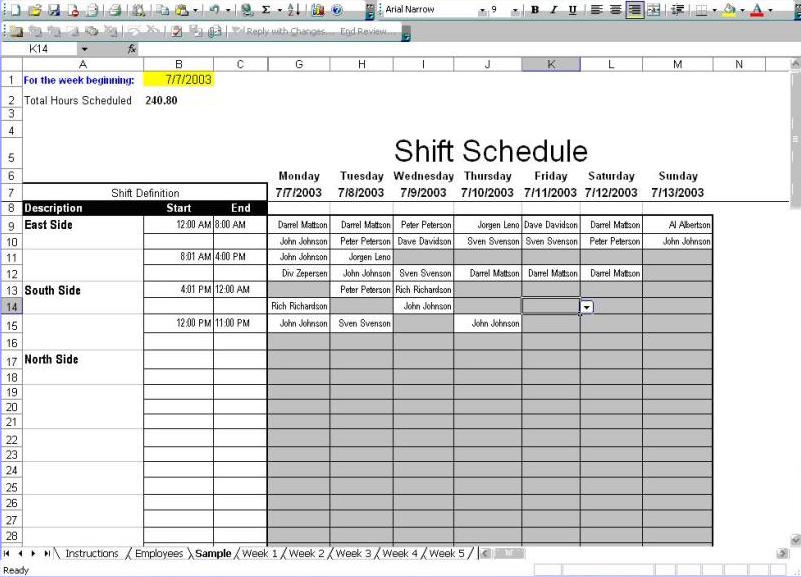 Arial Narrow 9 B I U
Reply with Changes... End Review...
K14 fx
A B C G H I J K L M N
1 For the week beginning: 7/7/2003
2 Total Hours Scheduled 240.80
3
4
5 Shift Schedule
6 Monday Tuesday Wednesday Thursday Friday Saturday Sunday
7 Shift Definition 7/7/2003 7/8/2003 7/9/2003 7/10/2003 7/11/2003 7/12/2003 7/13/2003
8 Description Start End
9 East Side 12:00 AM 8:00 AM Darrel Mattson Darrel Mattson Peter Peterson Jorgen Leno Dave Davidson Darrel Mattson Al Albertson
10 John Johnson Peter Peterson Dave Davidson Sven Svenson Sven Svenson Peter Peterson John Johnson
11 8:01 AM 4:00 PM John Johnson Jorgen Leno
12 Div Zepersen John Johnson Sven Svenson Darrel Mattson Darrel Mattson Darrel Mattson
13 South Side 4:01 PM 12:00 AM Peter Peterson Rich Richardson
14 Rich Richardson John Johnson
15 12:00 PM 11:00 PM John Johnson Sven Svenson John Johnson
16
17 North Side
18
19
20
21
22
23
24
25
26
27
28
Instructions Employees Sample Week 1 Week 2 Week 3 Week 4 Week 5
Ready